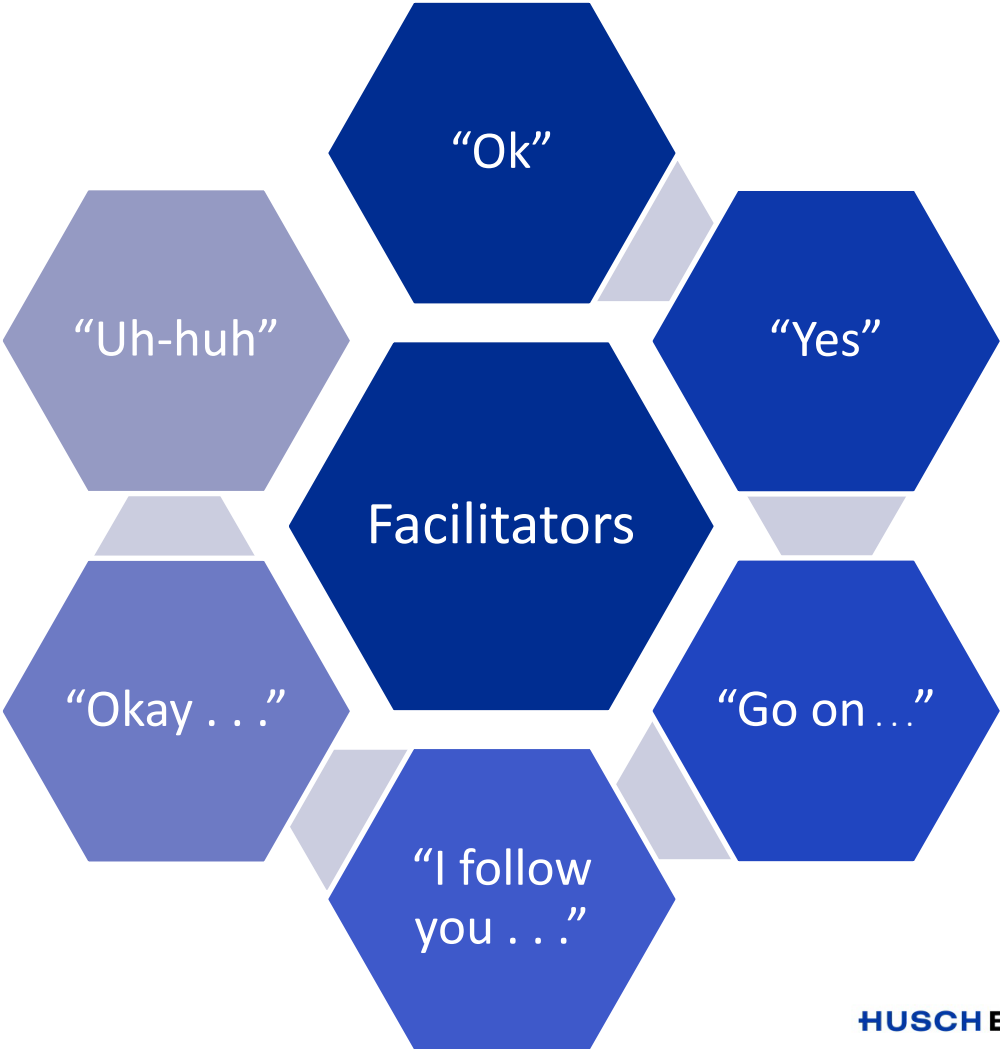 “Ok”
“Yes”
“Go on . . .”
“I follow
you . . .”
“Okay . . .”
“Uh-huh”
Facilitators
HUSCH